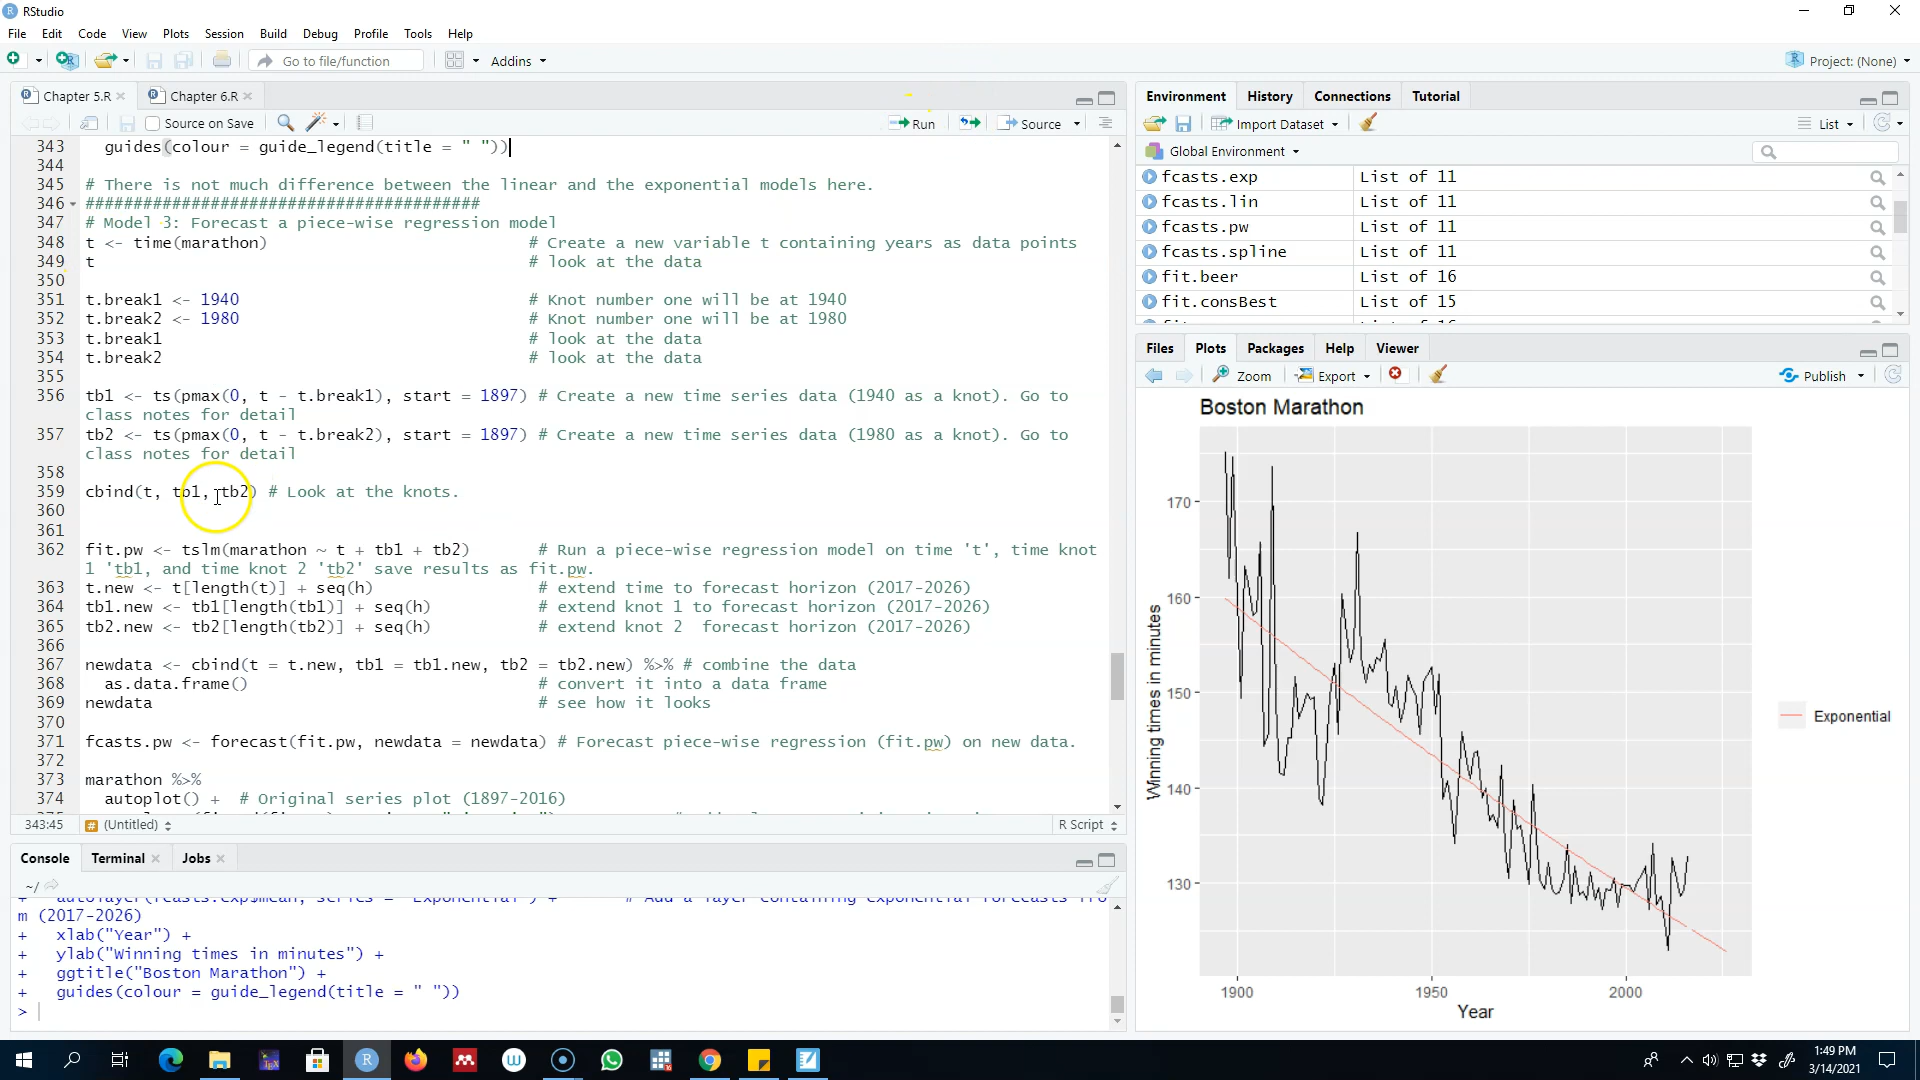 RStudio
File Edit Code View Plots Session Build Debug Profile Tools Help
Go to file/function Addins Project: (None)
Chapter 5.R Chapter 6.R
Source on Save Run Source
343 guides(colour = guide_legend(title = " "))
344
345 # There is not much difference between the linear and the exponential models here.
346 #########################################
347 # Model 3: Forecast a piece-wise regression model
348 t <- time(marathon) # Create a new variable t containing years as data points
349 t # look at the data
350
351 t.break1 <- 1940 # Knot number one will be at 1940
352 t.break2 <- 1980 # Knot number one will be at 1980
353 t.break1 # look at the data
354 t.break2 # look at the data
355
356 tb1 <- ts(pmax(0, t - t.break1), start = 1897) # Create a new time series data (1940 as a knot). Go to
class notes for detail
357 tb2 <- ts(pmax(0, t - t.break2), start = 1897) # Create a new time series data (1980 as a knot). Go to
class notes for detail
358
359 cbind(t, tb1, tb2) # Look at the knots.
360
361
362 fit.pw <- tslm(marathon ~ t + tb1 + tb2) # Run a piece-wise regression model on time 't', time knot
1 'tb1, and time knot 2 'tb2' save results as fit.pw.
363 t.new <- t[length(t)] + seq(h) # extend time to forecast horizon (2017-2026)
364 tb1.new <- tb1[length(tb1)] + seq(h) # extend knot 1 to forecast horizon (2017-2026)
365 tb2.new <- tb2[length(tb2)] + seq(h) # extend knot 2 forecast horizon (2017-2026)
366
367 newdata <- cbind(t = t.new, tb1 = tb1.new, tb2 = tb2.new) %>% # combine the data
368 as.data.frame() # convert it into a data frame
369 newdata # see how it looks
370
371 fcasts.pw <- forecast(fit.pw, newdata = newdata) # Forecast piece-wise regression (fit.pw) on new data.
372
373 marathon %>%
374 autoplot() + # Original series plot (1897-2016)
343:45 (Untitled) R Script
Console Terminal Jobs
~/
m (2017-2026)
+ xlab("Year") +
+ ylab("Winning times in minutes") +
+ ggtitle("Boston Marathon") +
+ guides(colour = guide_legend(title = " "))
>
Environment History Connections Tutorial
Import Dataset List
Global Environment
fcasts.exp List of 11
fcasts.lin List of 11
fcasts.pw List of 11
fcasts.spline List of 11
fit.beer List of 16
fit.consBest List of 15
Files Plots Packages Help Viewer
Zoom Export Publish
Boston Marathon
170
160
150
140
130
Winning times in minutes
1900 1950 2000
Year
Exponential
1:49 PM
3/14/2021